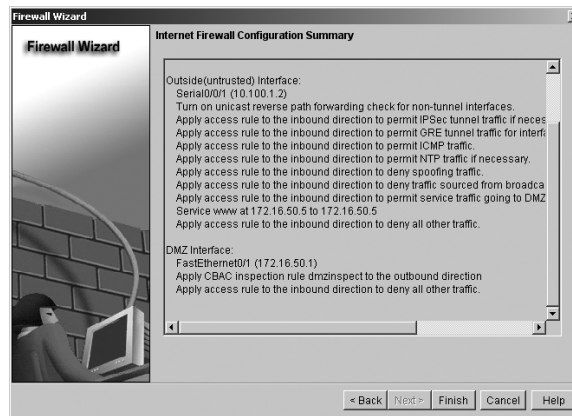 Firewall Wizard
Firewall Wizard
Internet Firewall Configuration Summary
Outside(untrusted) Interface:
Serial0/0/1 (10.100.1.2)
Turn on unicast reverse path forwarding check for non-tunnel interfaces.
Apply access rule to the inbound direction to permit IPSec tunnel traffic if neces
Apply access rule to the inbound direction to permit GRE tunnel traffic for interfa
Apply access rule to the inbound direction to permit ICMP traffic.
Apply access rule to the inbound direction to permit NTP traffic if necessary.
Apply access rule to the inbound direction to deny spoofing traffic.
Apply access rule to the inbound direction to deny traffic sourced from broadca
Apply access rule to the inbound direction to permit service traffic going to DMZ
Service www at 172.16.50.5 to 172.16.50.5
Apply access rule to the inbound direction to deny all other traffic.
DMZ Interface:
FastEthernet0/1 (172.16.50.1)
Apply CBAC inspection rule dmzinspect to the outbound direction
Apply access rule to the inbound direction to deny all other traffic.
< Back Next > Finish Cancel Help